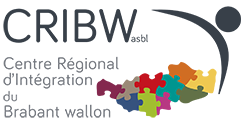 CRIBW asbl
Centre Régional
d'Intégration
du
Brabant wallon